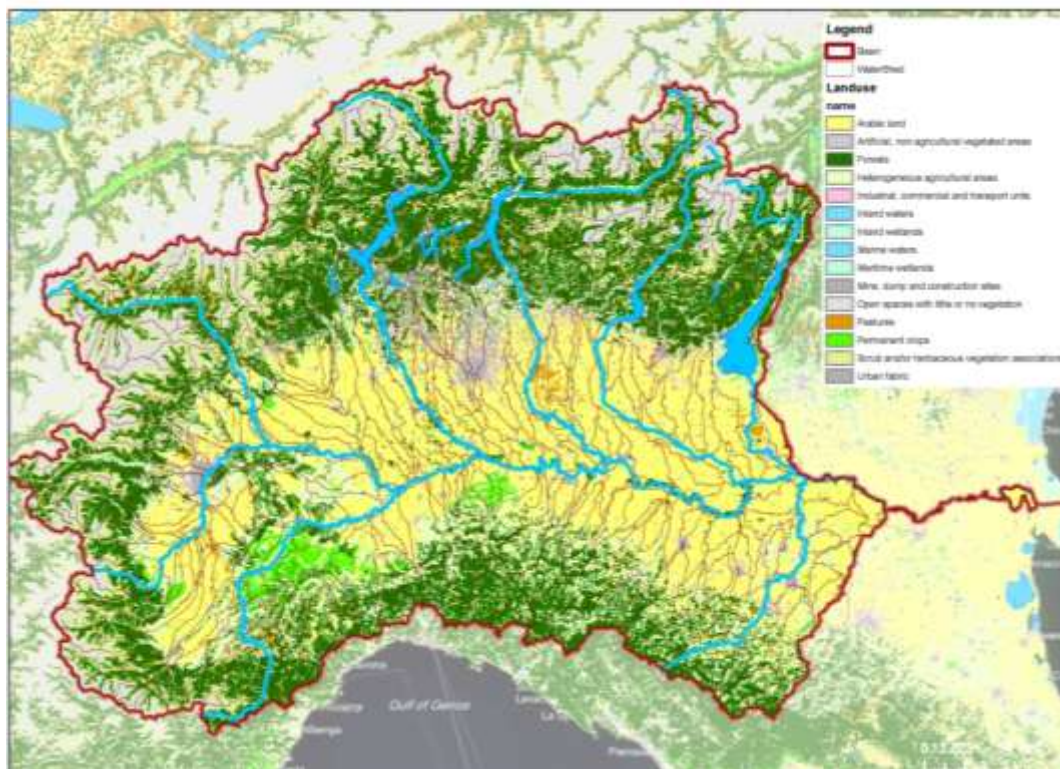 Legend
Basin
WaterShed
Landuse
name
Arable land
Artificial, non agricultural vegetated areas
Forests
Heterogeneous agricultural areas
Industrial, commercial and transport units
Inland waters
Inland wetlands
Marine waters
Maritime wetlands
Mine, dump and construction sites
Open spaces with little or no vegetation
Pastures
Permanent crops
Scrub and/or herbaceous vegetation associations
Urban fabric
Gulf of Genoa